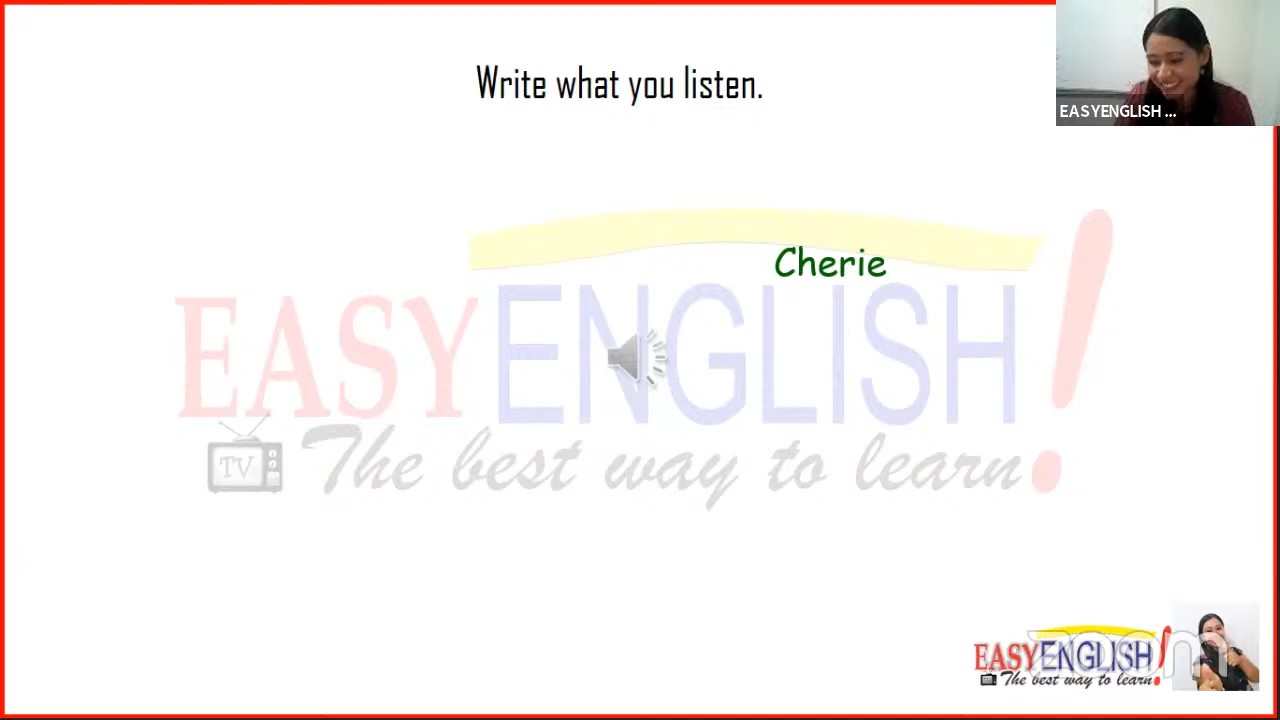 Write what you listen.
EASYENGLISH ...
Cherie
EASYENGLISH!
TV The best way to learn
EASYENGLISH!
The best way to learn!
zoom